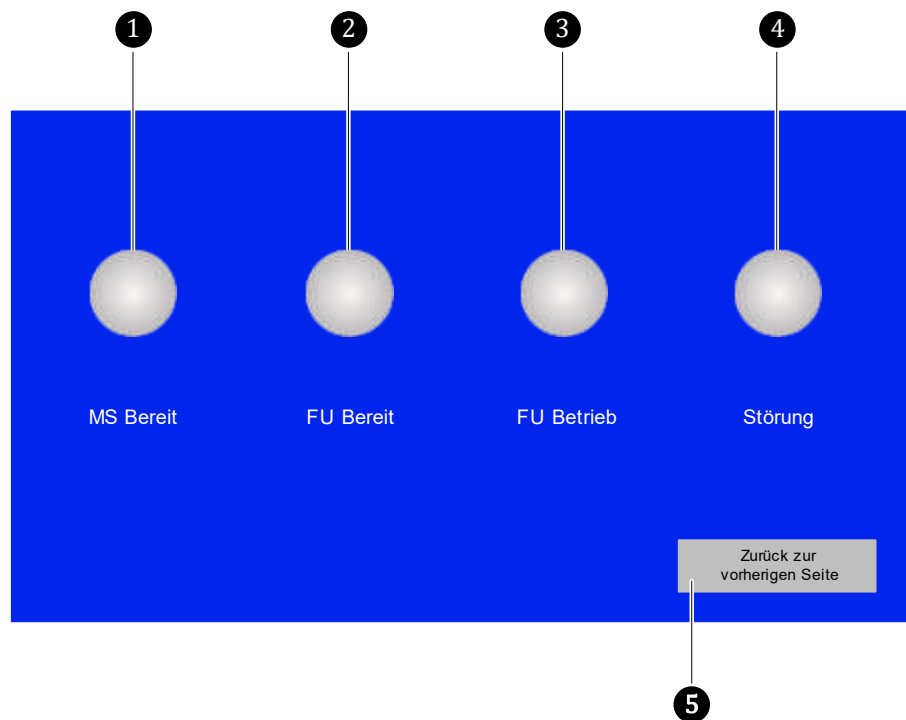 1 2 3 4
MS Bereit FU Bereit FU Betrieb Störung
Zurück zur
vorherigen Seite
5